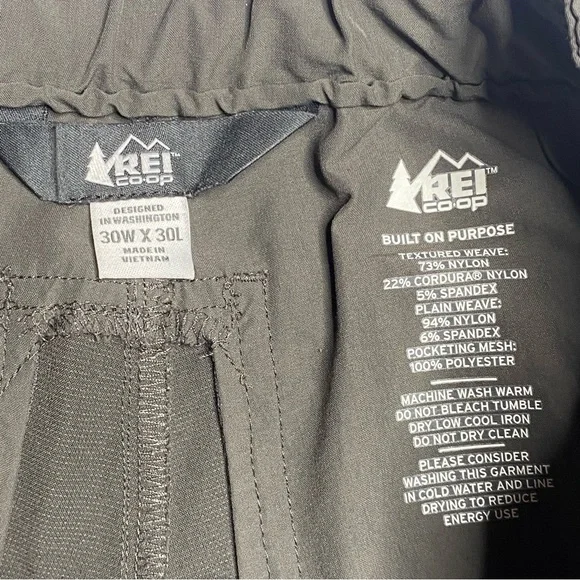 REI™
CO·OP
DESIGNED
IN WASHINGTON
30W X 30L
MADE IN
VIETNAM
REI™
CO·OP
BUILT ON PURPOSE
TEXTURED WEAVE:
73% NYLON
22% CORDURA® NYLON
5% SPANDEX
PLAIN WEAVE:
94% NYLON
6% SPANDEX
POCKETING MESH:
100% POLYESTER
MACHINE WASH WARM
DO NOT BLEACH TUMBLE
DRY LOW COOL IRON
DO NOT DRY CLEAN
PLEASE CONSIDER
WASHING THIS GARMENT
IN COLD WATER AND LINE
DRYING TO REDUCE
ENERGY USE